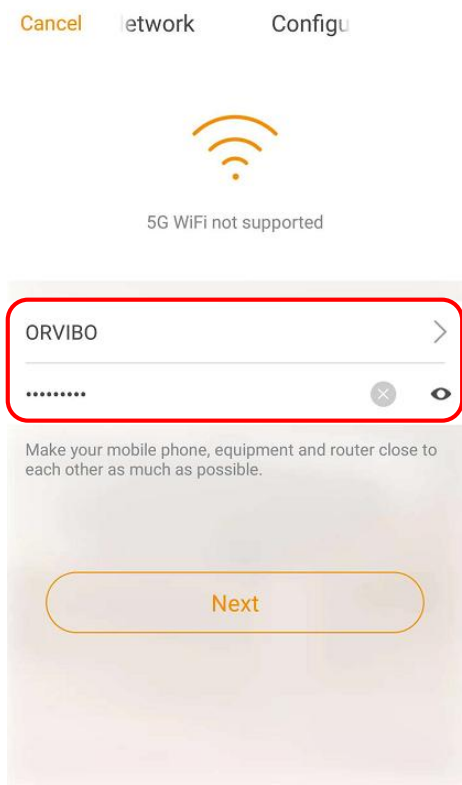 Cancel etwork Configu
5G WiFi not supported
ORVIBO
•••••••••
Make your mobile phone, equipment and router close to
each other as much as possible.
Next